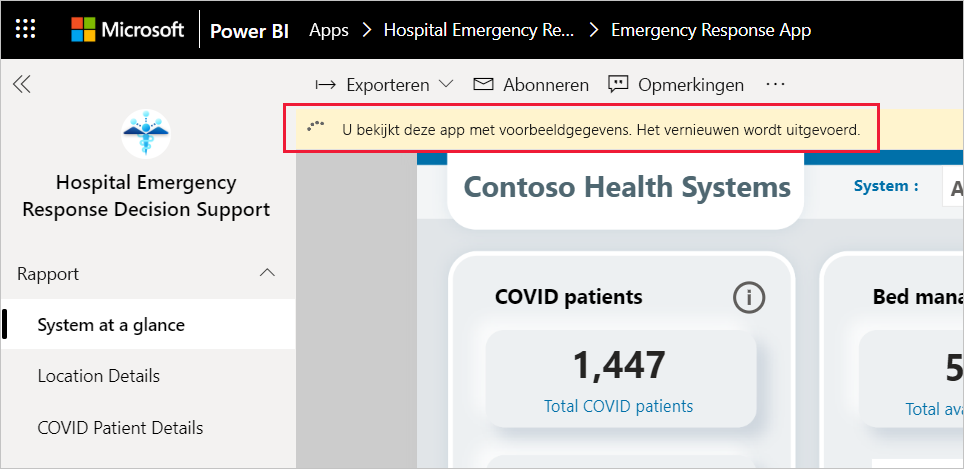 Microsoft Power BI Apps > Hospital Emergency Re... > Emergency Response App
Exporteren Abonneren Opmerkingen ...
U bekijkt deze app met voorbeeldgegevens. Het vernieuwen wordt uitgevoerd.
Hospital Emergency
Response Decision Support
Rapport
System at a glance
Location Details
COVID Patient Details
Contoso Health Systems
System :
COVID patients
1,447
Total COVID patients
Bed mana
5
Total ava